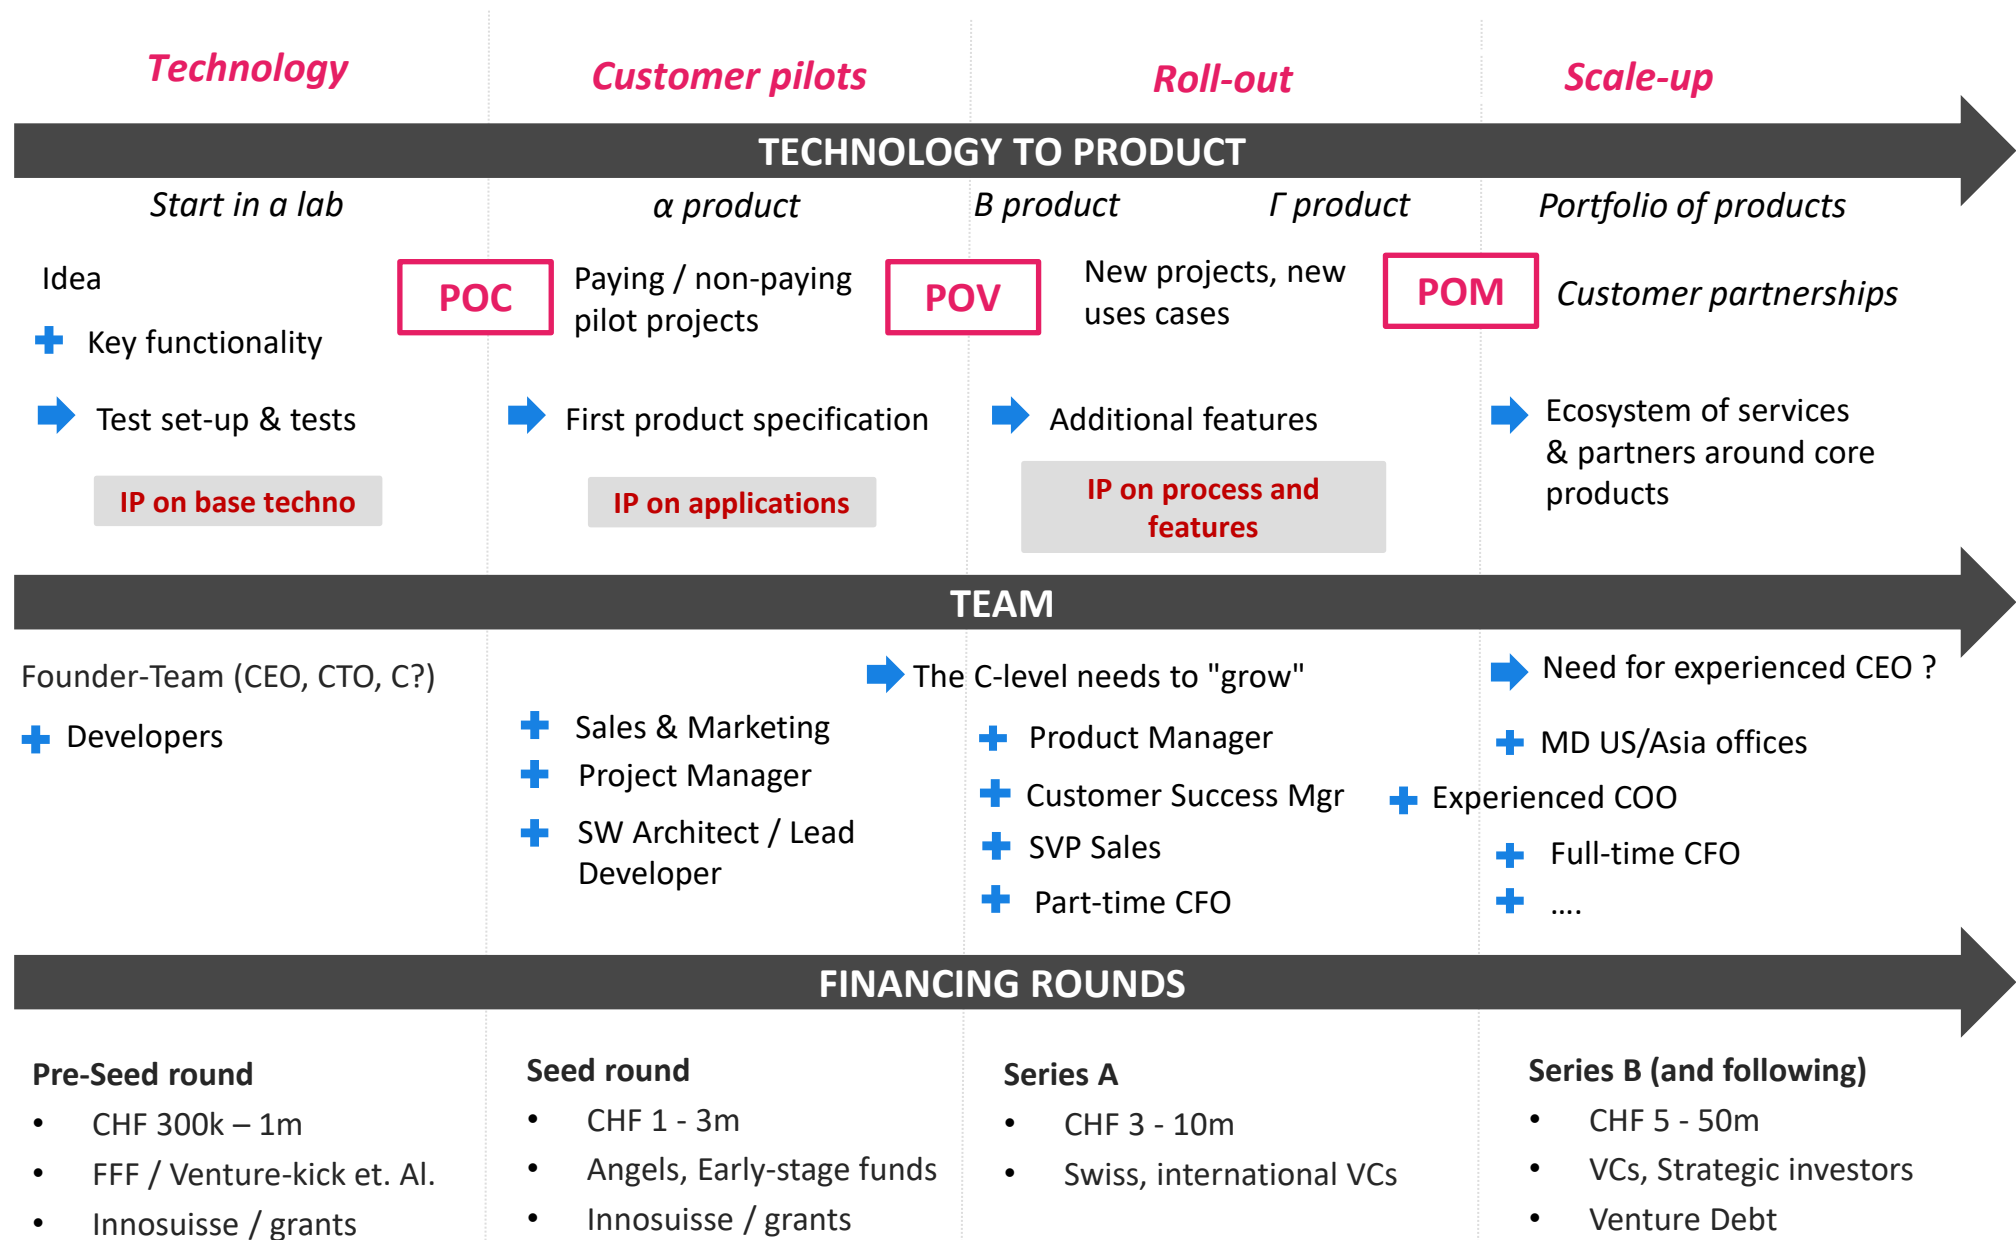 Technology
Customer pilots
Roll-out
Scale-up
TECHNOLOGY TO PRODUCT
Start in a lab
α product
B product
Γ product
Portfolio of products
Idea
Key functionality
Test set-up & tests
IP on base techno
POC
Paying / non-paying
pilot projects
First product specification
IP on applications
POV
New projects, new
uses cases
Additional features
IP on process and
features
POM
Customer partnerships
Ecosystem of services
& partners around core
products
TEAM
Founder-Team (CEO, CTO, C?)
Developers
Sales & Marketing
Project Manager
SW Architect / Lead
Developer
The C-level needs to "grow"
Product Manager
Customer Success Mgr
SVP Sales
Part-time CFO
Need for experienced CEO ?
MD US/Asia offices
Experienced COO
Full-time CFO
….
FINANCING ROUNDS
Pre-Seed round
• CHF 300k – 1m
• FFF / Venture-kick et. Al.
• Innosuisse / grants
Seed round
• CHF 1 - 3m
• Angels, Early-stage funds
• Innosuisse / grants
Series A
• CHF 3 - 10m
• Swiss, international VCs
Series B (and following)
• CHF 5 - 50m
• VCs, Strategic investors
• Venture Debt